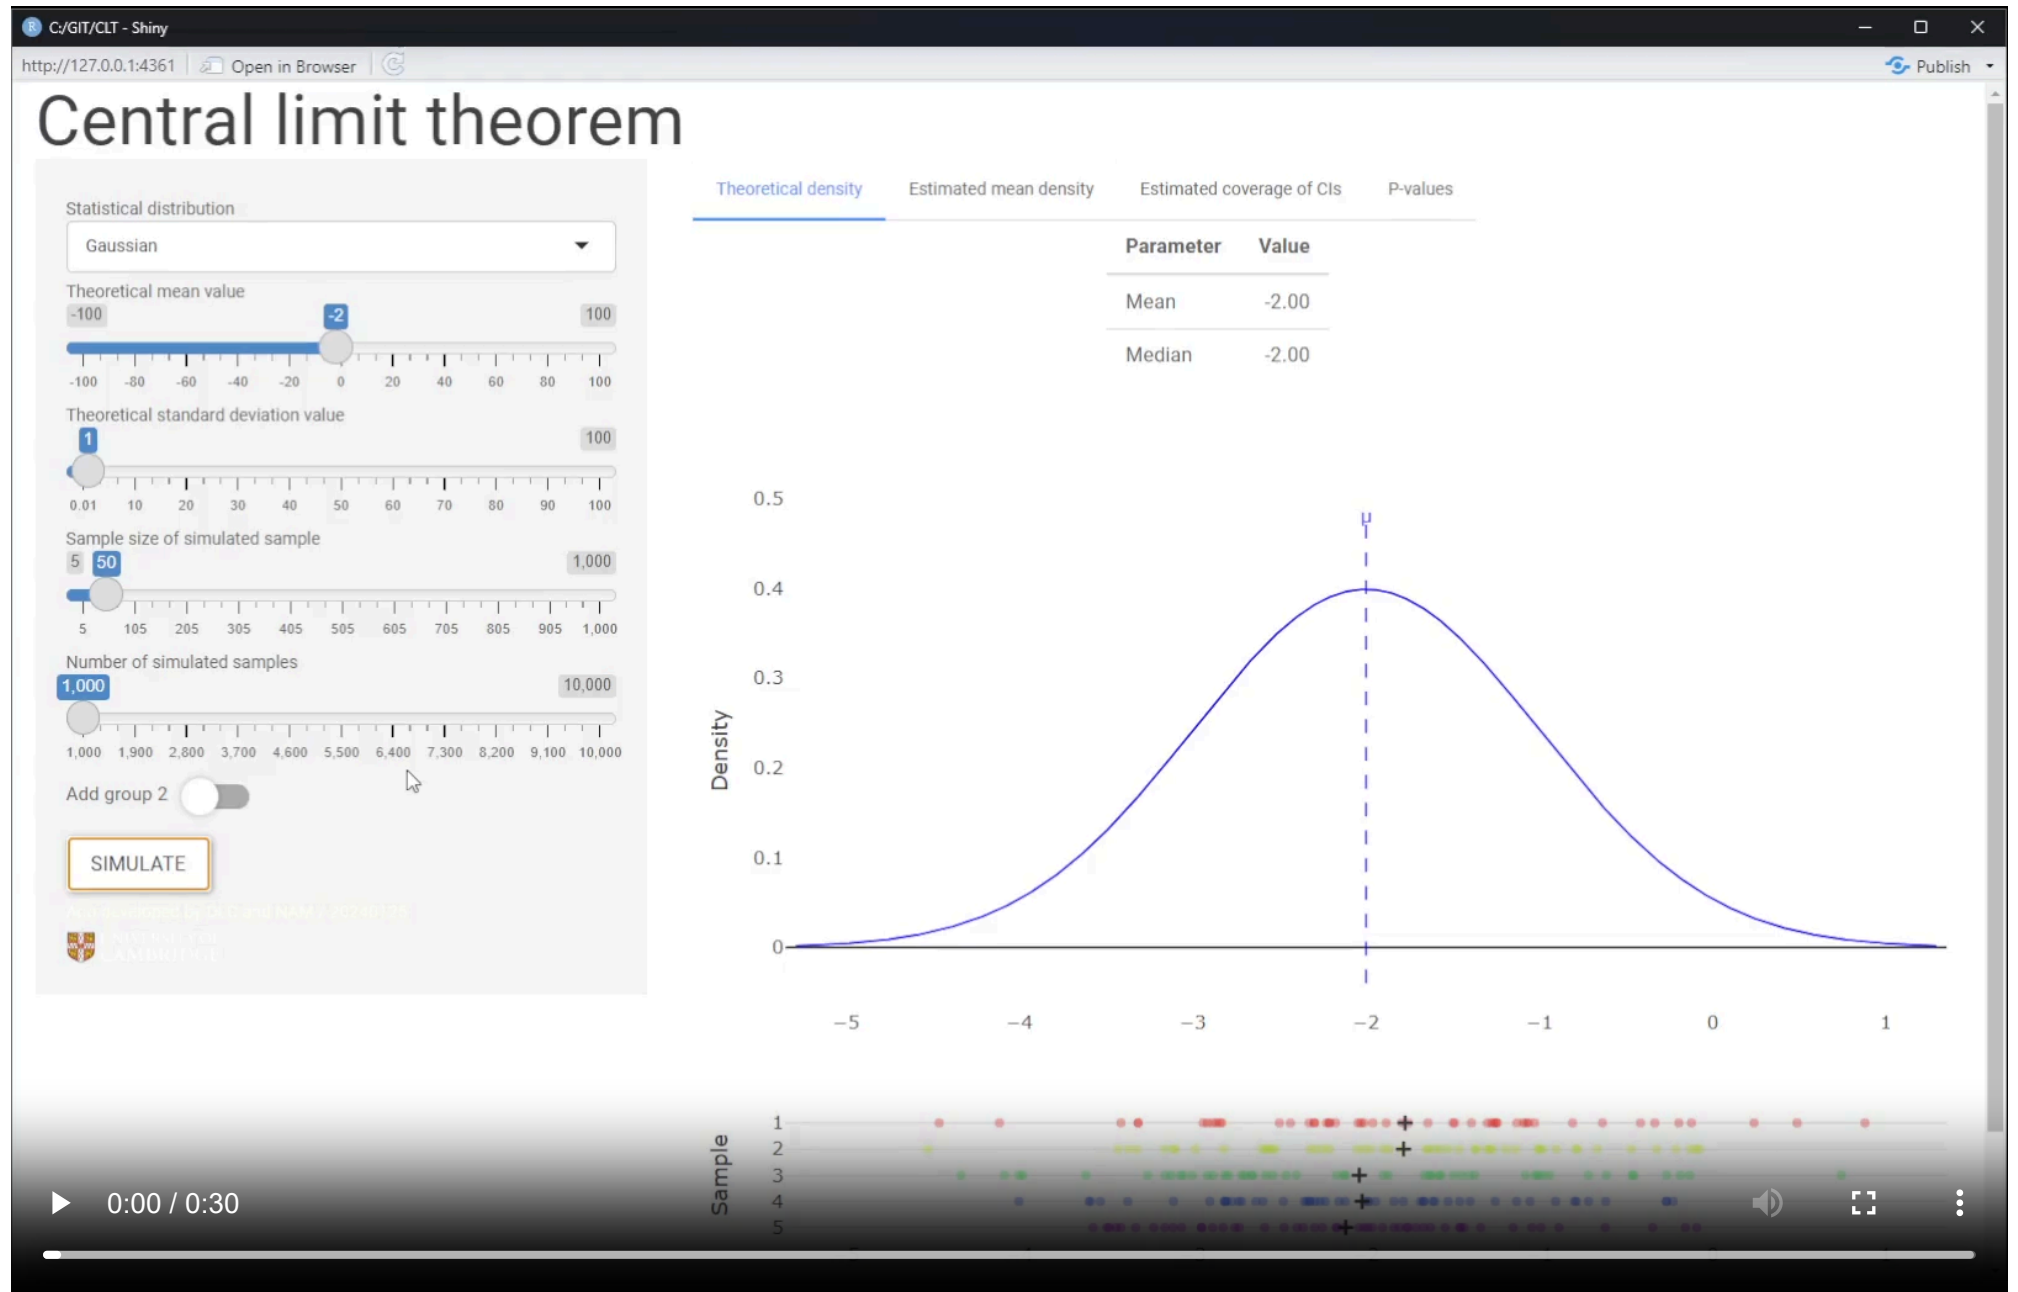 C:/GIT/CLT - Shiny
http://127.0.0.1:4361 Open in Browser Publish
Central limit theorem
Statistical distribution
Gaussian
Theoretical mean value
-100 -2 100
-100 -80 -60 -40 -20 0 20 40 60 80 100
Theoretical standard deviation value
1 100
0.01 10 20 30 40 50 60 70 80 90 100
Sample size of simulated sample
5 50 1,000
5 105 205 305 405 505 605 705 805 905 1,000
Number of simulated samples
1,000 10,000
1,000 1,900 2,800 3,700 4,600 5,500 6,400 7,300 8,200 9,100 10,000
Add group 2
SIMULATE
UNIVERSITY OF
CAMBRIDGE
Theoretical density Estimated mean density Estimated coverage of CIs P-values
Parameter Value
Mean -2.00
Median -2.00
μ
Density
0.5
0.4
0.3
0.2
0.1
0
−5 −4 −3 −2 −1 0 1
Sample
1
2
3
4
5
0:00 / 0:30